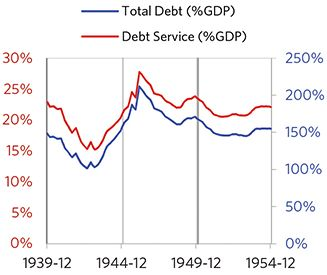 Total Debt (%GDP)
Debt Service (%GDP)
30% 250%
25% 200%
20% 150%
15%
10% 100%
5% 50%
0% 0%
1939-12 1944-12 1949-12 1954-12